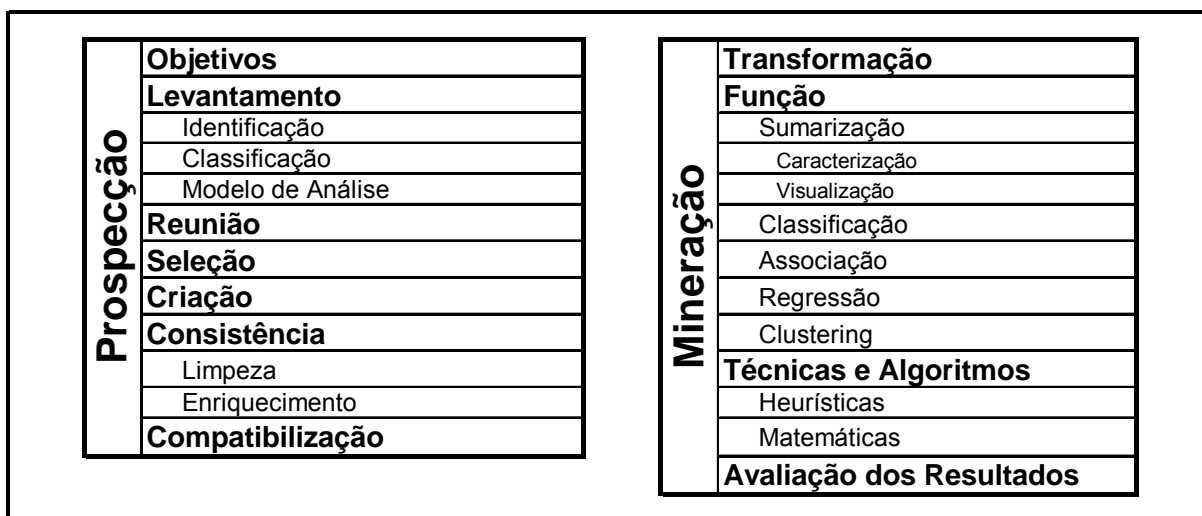 Prospecção
Objetivos
Levantamento
Identificação
Classificação
Modelo de Análise
Reunião
Seleção
Criação
Consistência
Limpeza
Enriquecimento
Compatibilização
Mineração
Transformação
Função
Sumarização
Caracterização
Visualização
Classificação
Associação
Regressão
Clustering
Técnicas e Algoritmos
Heurísticas
Matemáticas
Avaliação dos Resultados